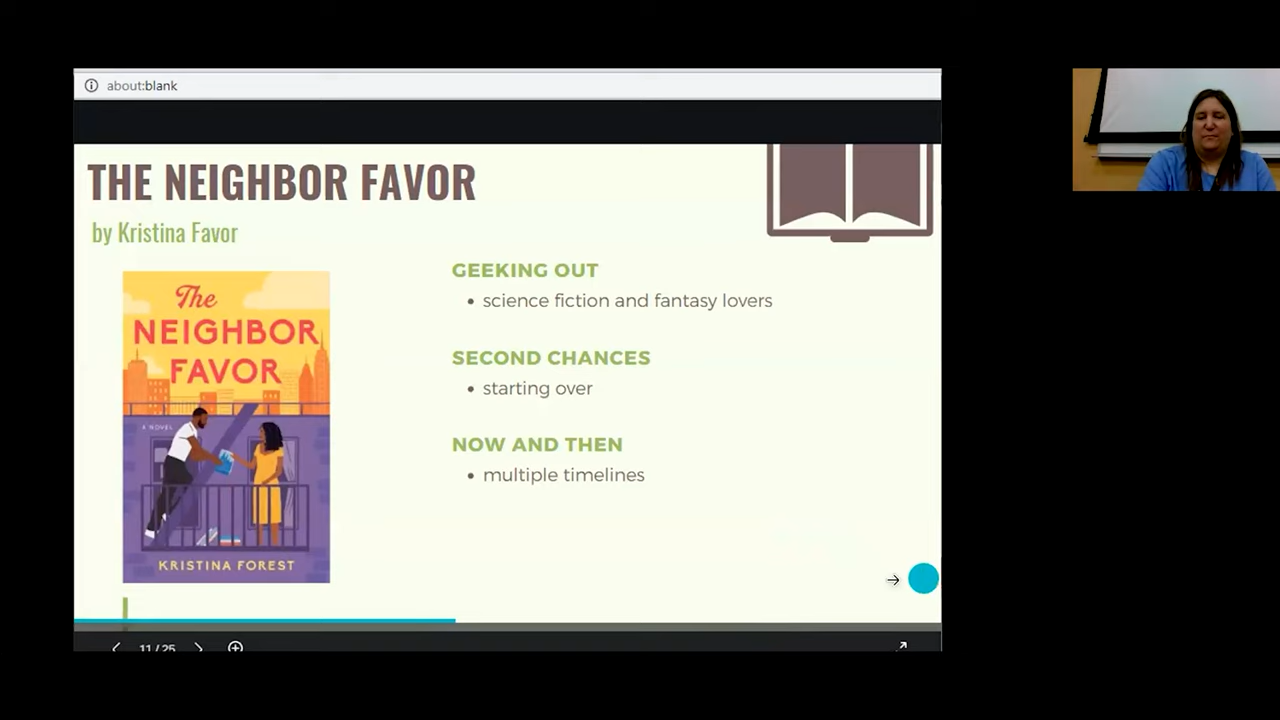 about:blank
THE NEIGHBOR FAVOR
by Kristina Favor
The
NEIGHBOR
FAVOR
A NOVEL
KRISTINA FOREST
GEEKING OUT
• science fiction and fantasy lovers
SECOND CHANCES
• starting over
NOW AND THEN
• multiple timelines
11 / 25